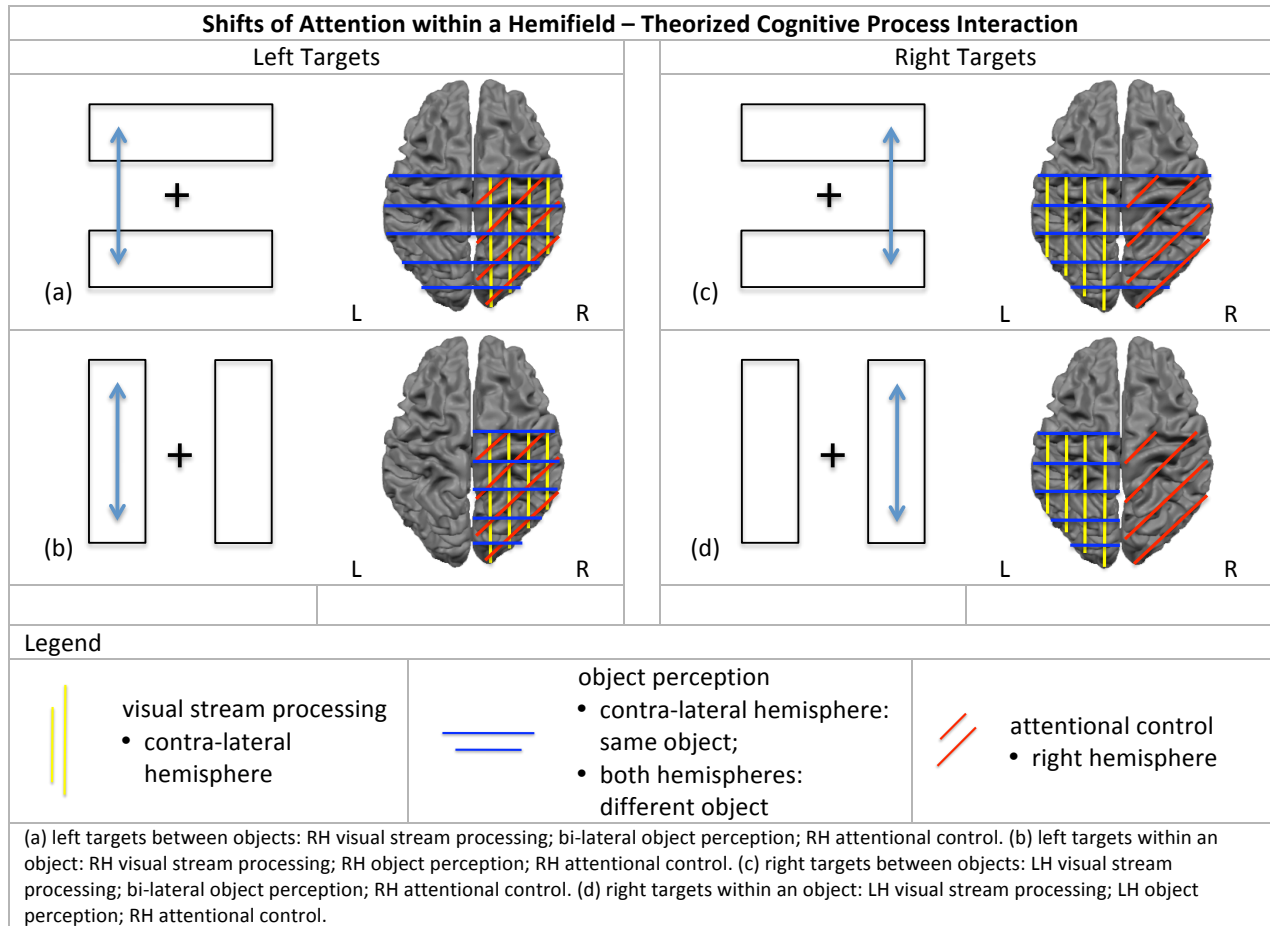 Shifts of Attention within a Hemifield – Theorized Cognitive Process Interaction
Left Targets
Right Targets
+
(a)
L
R
+
(c)
L
R
+
(b)
L
R
+
(d)
L
R
Legend
visual stream processing
• contra-lateral
hemisphere
object perception
• contra-lateral hemisphere:
same object;
• both hemispheres:
different object
attentional control
• right hemisphere
(a) left targets between objects: RH visual stream processing; bi-lateral object perception; RH attentional control. (b) left targets within an
object: RH visual stream processing; RH object perception; RH attentional control. (c) right targets between objects: LH visual stream
processing; bi-lateral object perception; RH attentional control. (d) right targets within an object: LH visual stream processing; LH object
perception; RH attentional control.